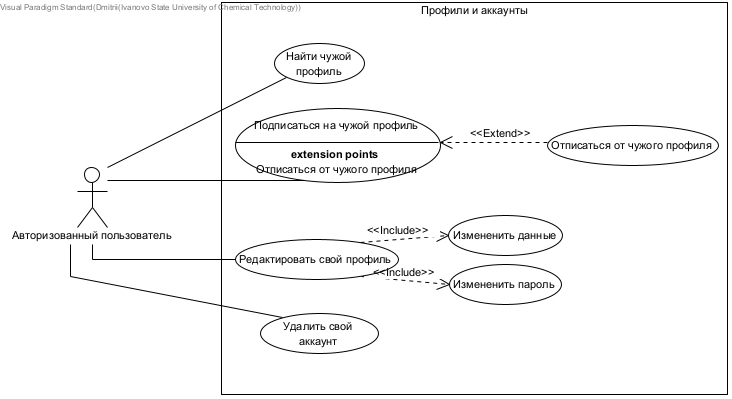 Visual Paradigm Standard(Dmitrii(Ivanovo State University of Chemical Technology))
Профили и аккаунты
Найти чужой
профиль
Подписаться на чужой профиль
extension points
Отписаться от чужого профиля
<<Extend>>
Отписаться от чужого профиля
Авторизованный пользователь
<<Include>>
Измененить данные
Редактировать свой профиль
<<Include>>
Измененить пароль
Удалить свой
аккаунт